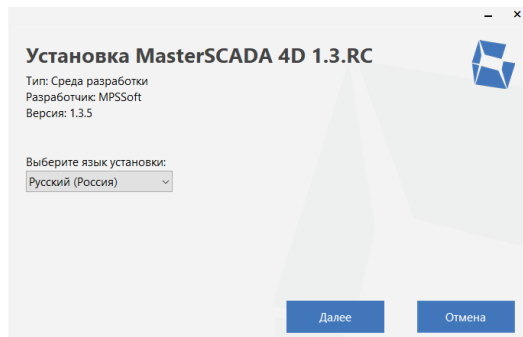 Установка MasterSCADA 4D 1.3.RC
Тип: Среда разработки
Разработчик: MPSSoft
Версия: 1.3.5
Выберите язык установки:
Русский (Россия)
Далее
Отмена